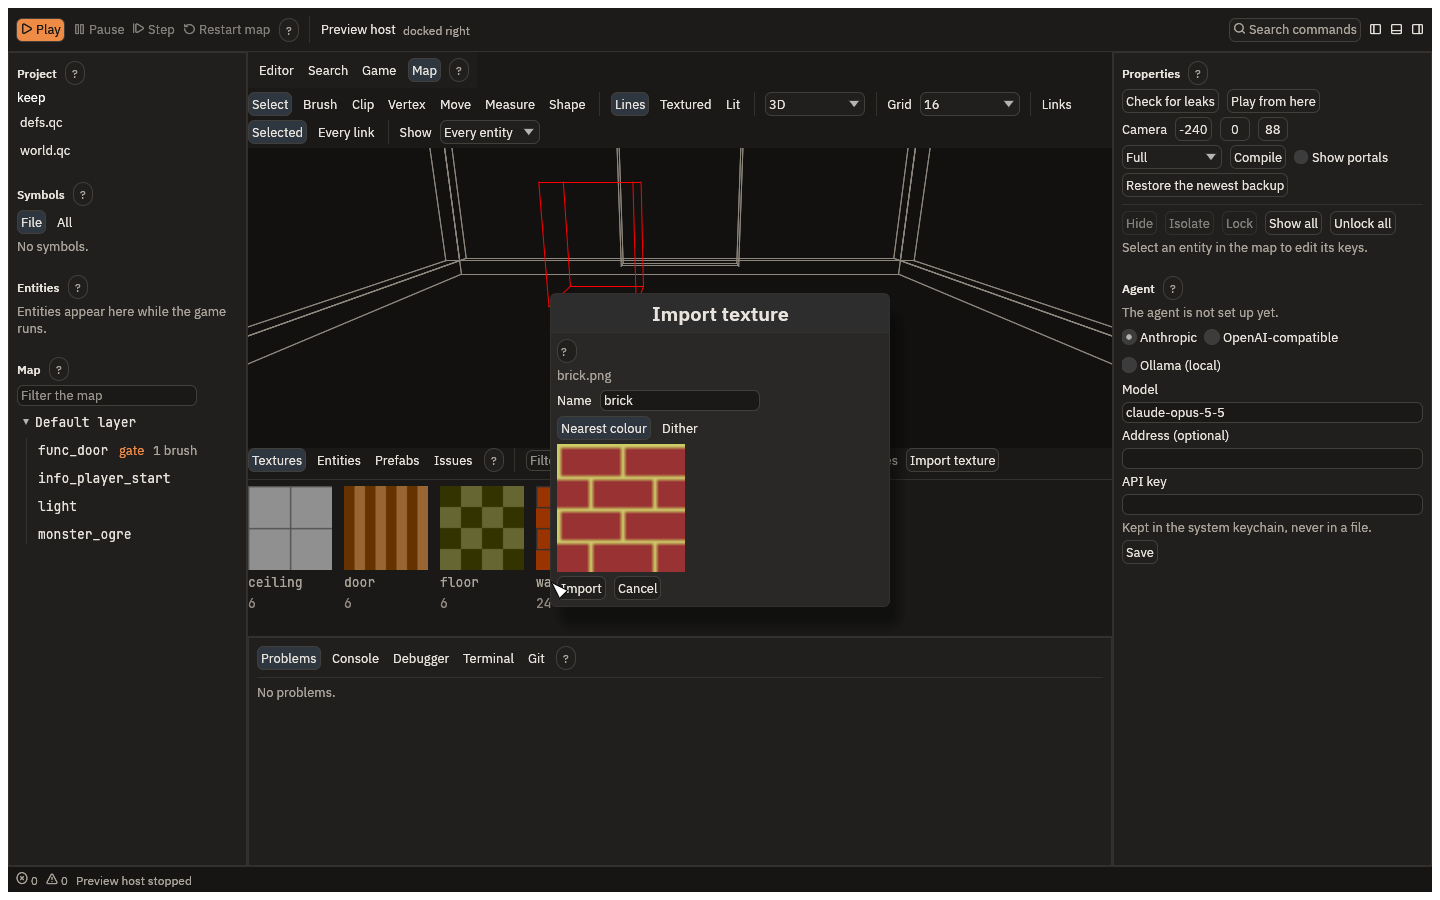 Play Pause Step Restart map ? Preview host docked right Search commands
Project ?
keep
defs.qc
world.qc
Symbols ?
File All
No symbols.
Entities ?
Entities appear here while the game
runs.
Map ?
Filter the map
Default layer
func_door gate 1 brush
info_player_start
light
monster_ogre
Editor Search Game Map ?
Select Brush Clip Vertex Move Measure Shape Lines Textured Lit 3D Grid 16 Links
Selected Every link Show Every entity
Import texture
?
brick.png
Name brick
Nearest colour Dither
Import Cancel
Textures Entities Prefabs Issues ? Import texture
ceiling door floor
6 6 6 24
Problems Console Debugger Terminal Git ?
No problems.
Properties ?
Check for leaks Play from here
Camera -240 0 88
Full Compile Show portals
Restore the newest backup
Hide Isolate Lock Show all Unlock all
Select an entity in the map to edit its keys.
Agent ?
The agent is not set up yet.
Anthropic OpenAI-compatible
Ollama (local)
Model
claude-opus-5-5
Address (optional)
API key
Kept in the system keychain, never in a file.
Save
0 0 Preview host stopped